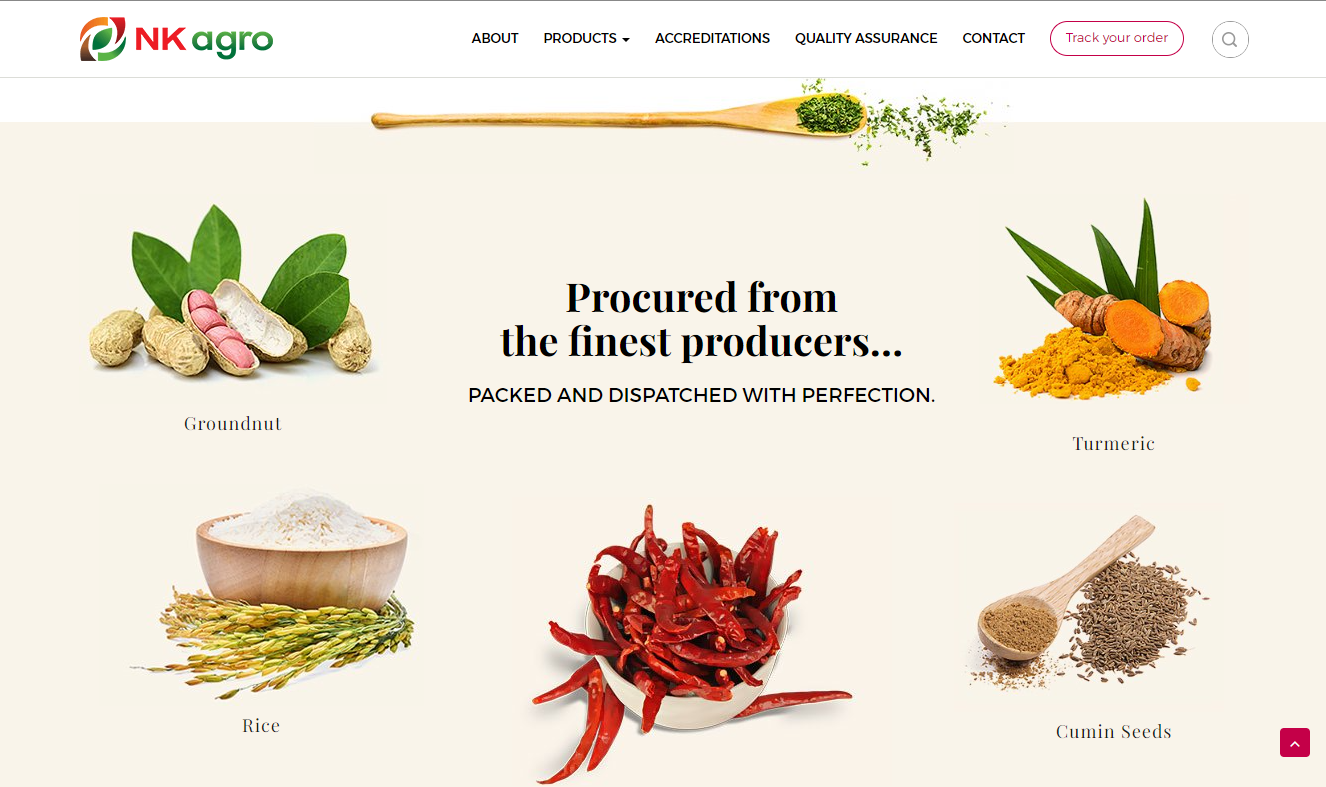 NK agro
ABOUT
PRODUCTS
ACCREDITATIONS
QUALITY ASSURANCE
CONTACT
Track your order
Procured from
the finest producers...
PACKED AND DISPATCHED WITH PERFECTION.
Groundnut
Turmeric
Rice
Cumin Seeds